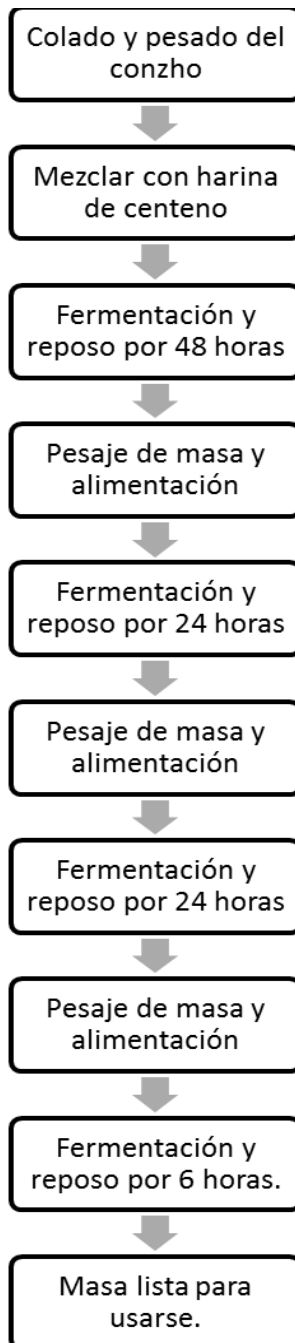 Colado y pesado del
conzho
Mezclar con harina
de centeno
Fermentación y
reposo por 48 horas
Pesaje de masa y
alimentación
Fermentación y
reposo por 24 horas
Pesaje de masa y
alimentación
Fermentación y
reposo por 24 horas
Pesaje de masa y
alimentación
Fermentación y
reposo por 6 horas.
Masa lista para
usarse.